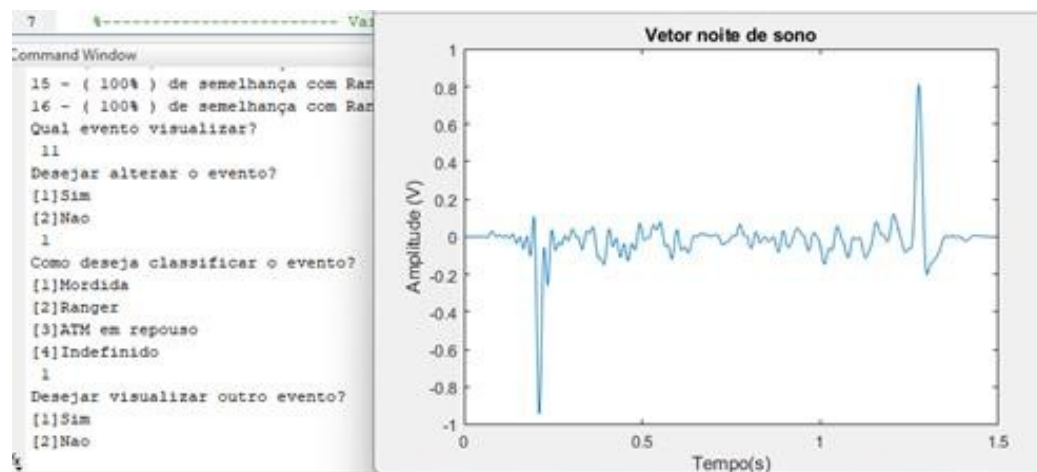 7 %----------------------- Vai
Command Window
15 - ( 100% ) de semelhança com Ran
16 - ( 100% ) de semelhança com Ran
Qual evento visualizar?
11
Desejar alterar o evento?
[1]Sim
[2]Nao
1
Como deseja classificar o evento?
[1]Mordida
[2]Ranger
[3]ATM em repouso
[4]Indefinido
1
Desejar visualizar outro evento?
[1]Sim
[2]Nao
fx
Vetor noite de sono
Amplitude (V)
1
0.8
0.6
0.4
0.2
0
-0.2
-0.4
-0.6
-0.8
-1
0 0.5 1 1.5
Tempo(s)